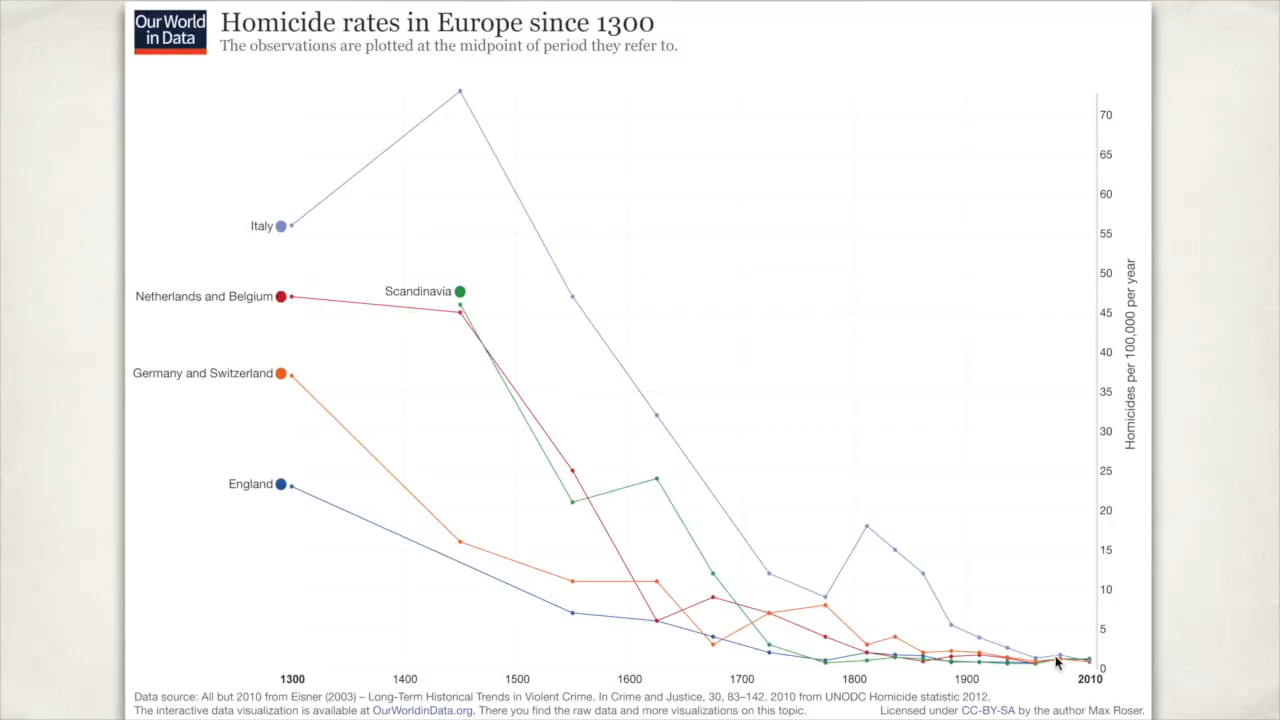 Our World
in Data
Homicide rates in Europe since 1300
The observations are plotted at the midpoint of period they refer to.
70
65
60
Italy
55
50
Netherlands and Belgium
Scandinavia
45
40
Germany and Switzerland
35
30
25
England
20
15
10
5
0
Homicides per 100,000 per year
1300 1400 1500 1600 1700 1800 1900 2010
Data source: All but 2010 from Eisner (2003) – Long-Term Historical Trends in Violent Crime. In Crime and Justice, 30, 83–142. 2010 from UNODC Homicide statistic 2012.
The interactive data visualization is available at OurWorldinData.org. There you find the raw data and more visualizations on this topic. Licensed under CC-BY-SA by the author Max Roser.